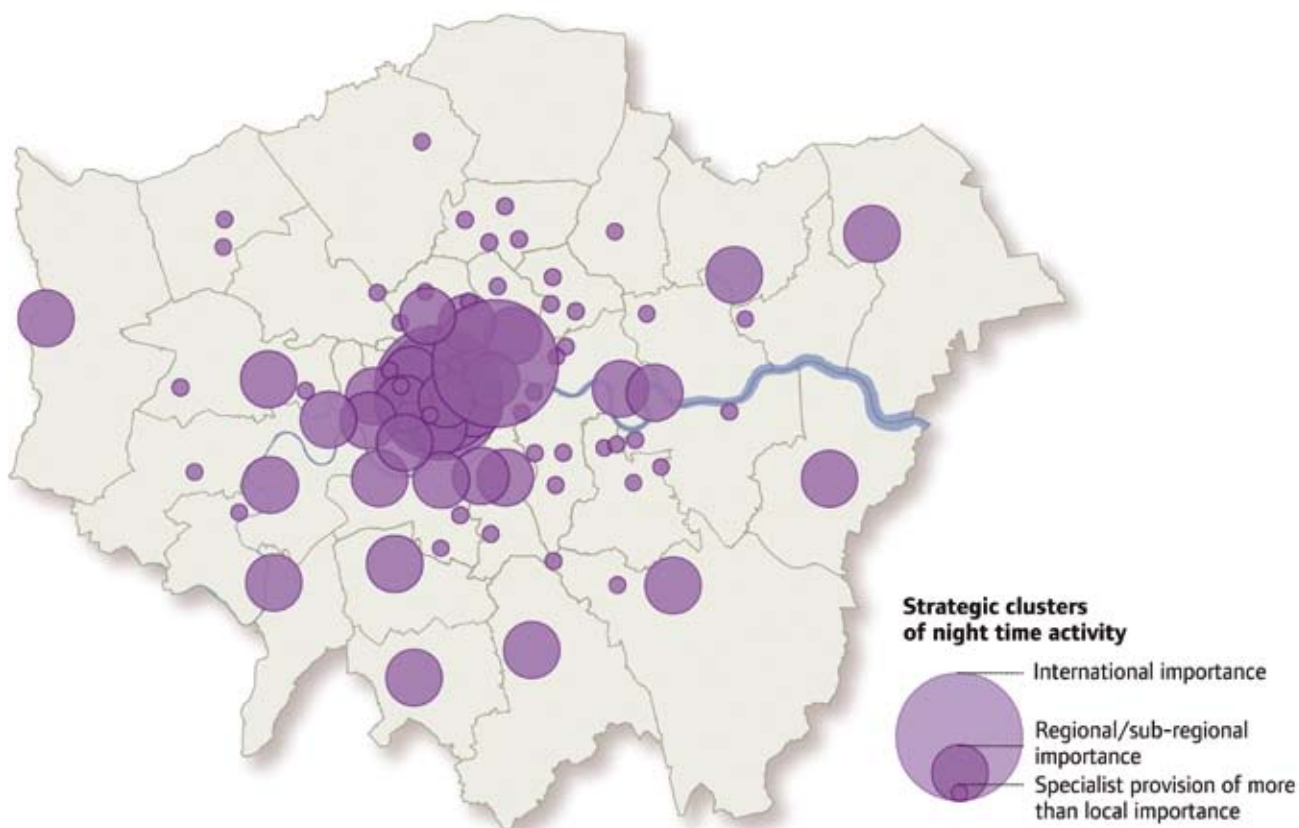 Strategic clusters
of night time activity
International importance
Regional/sub-regional
importance
Specialist provision of more
than local importance